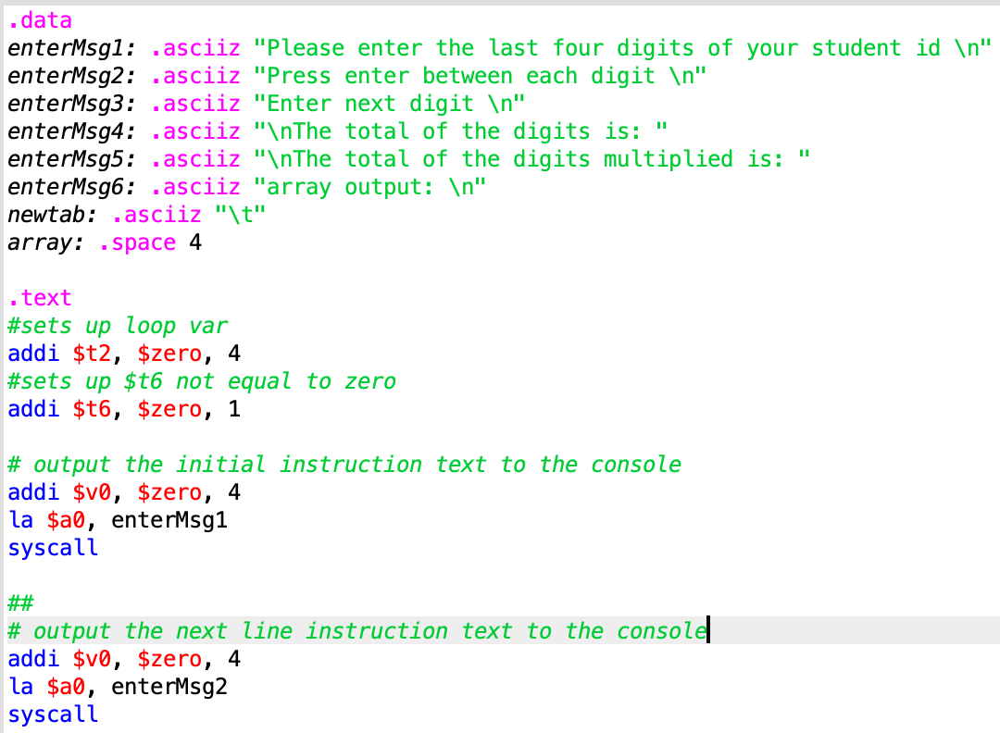 .data
enterMsg1: .asciiz "Please enter the last four digits of your student id \n"
enterMsg2: .asciiz "Press enter between each digit \n"
enterMsg3: .asciiz "Enter next digit \n"
enterMsg4: .asciiz "\nThe total of the digits is: "
enterMsg5: .asciiz "\nThe total of the digits multiplied is: "
enterMsg6: .asciiz "array output: \n"
newtab: .asciiz "\t"
array: .space 4

.text
#sets up loop var
addi $t2, $zero, 4
#sets up $t6 not equal to zero
addi $t6, $zero, 1

# output the initial instruction text to the console
addi $v0, $zero, 4
la $a0, enterMsg1
syscall

##
# output the next line instruction text to the console
addi $v0, $zero, 4
la $a0, enterMsg2
syscall